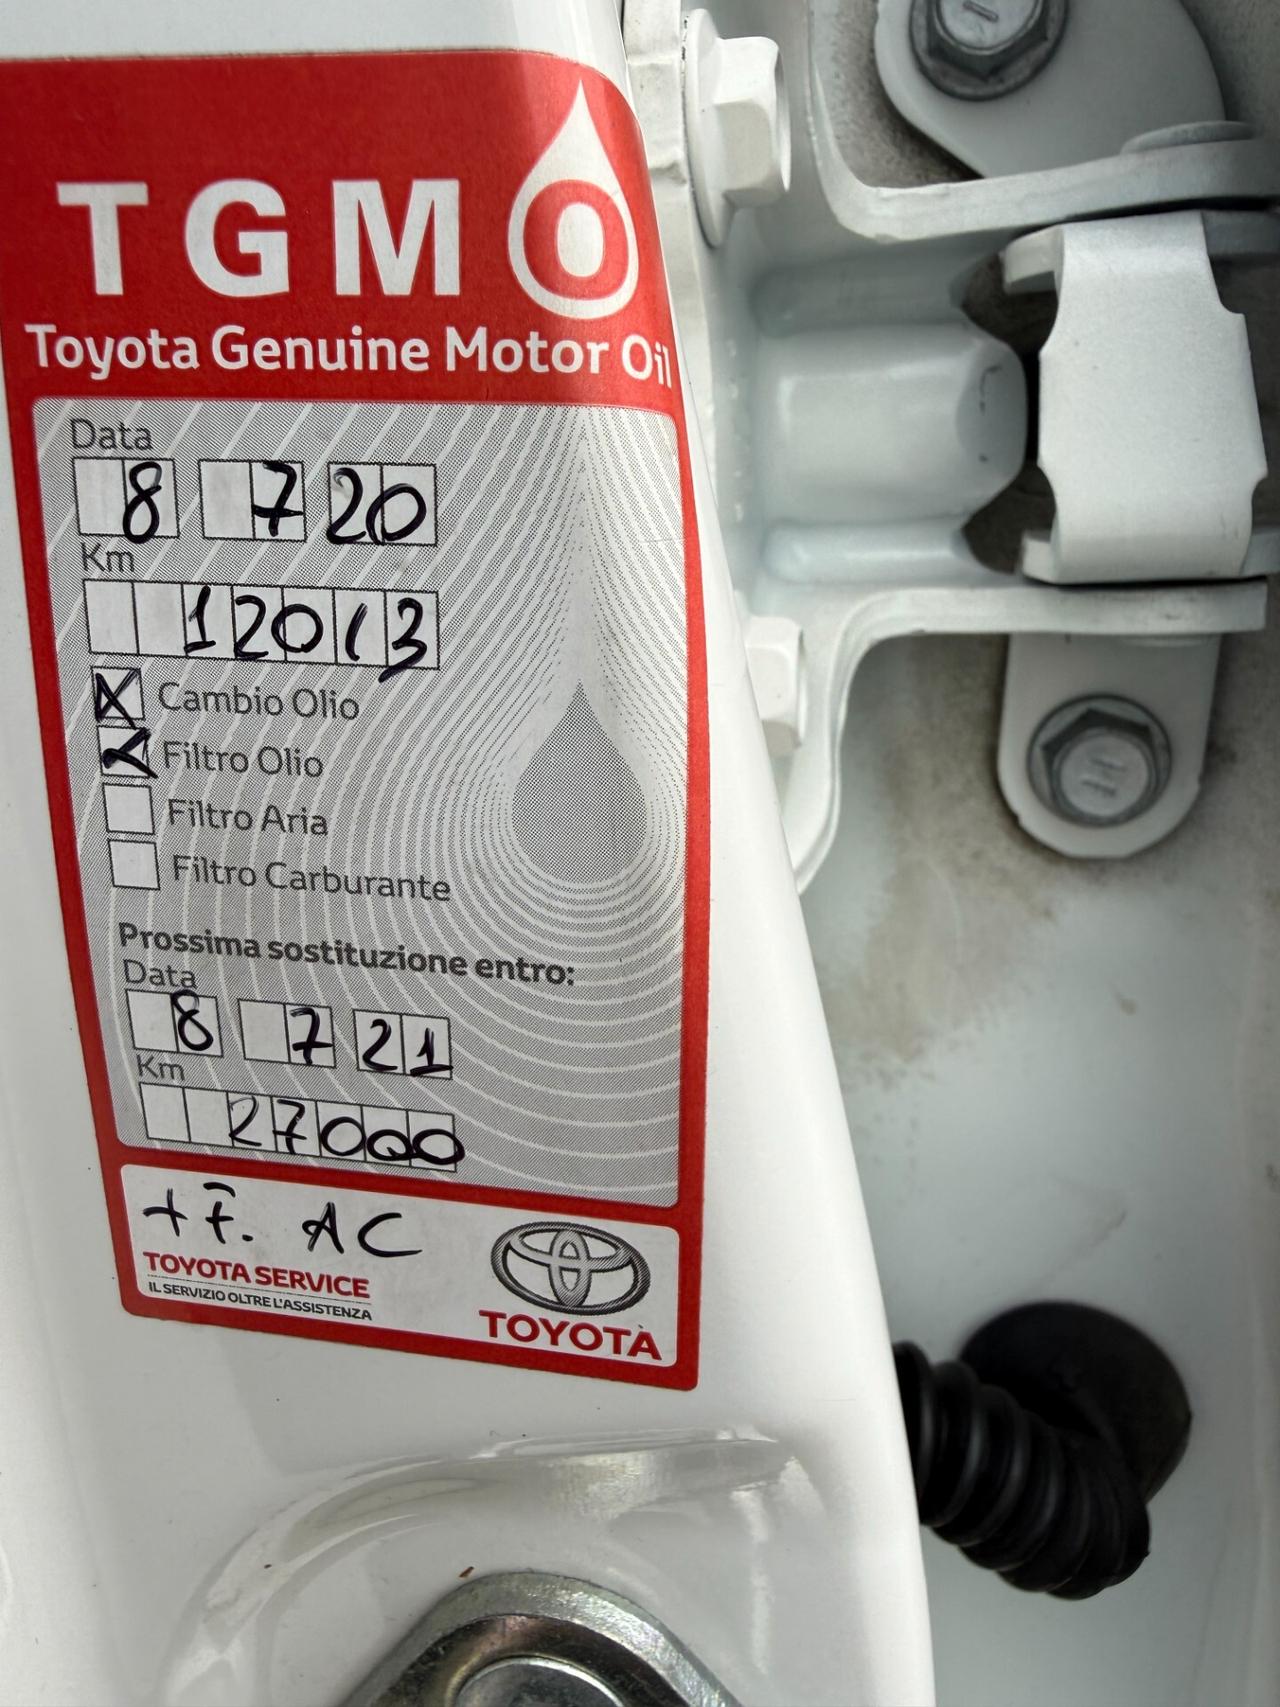 TGMO
Toyota Genuine Motor Oil
Data
8 7 20
Km
12013
X Cambio Olio
X Filtro Olio
Filtro Aria
Filtro Carburante
Prossima sostituzione entro:
Data
8 7 21
Km
27000
+ F. AC
TOYOTA SERVICE
IL SERVIZIO OLTRE L'ASSISTENZA
TOYOTA